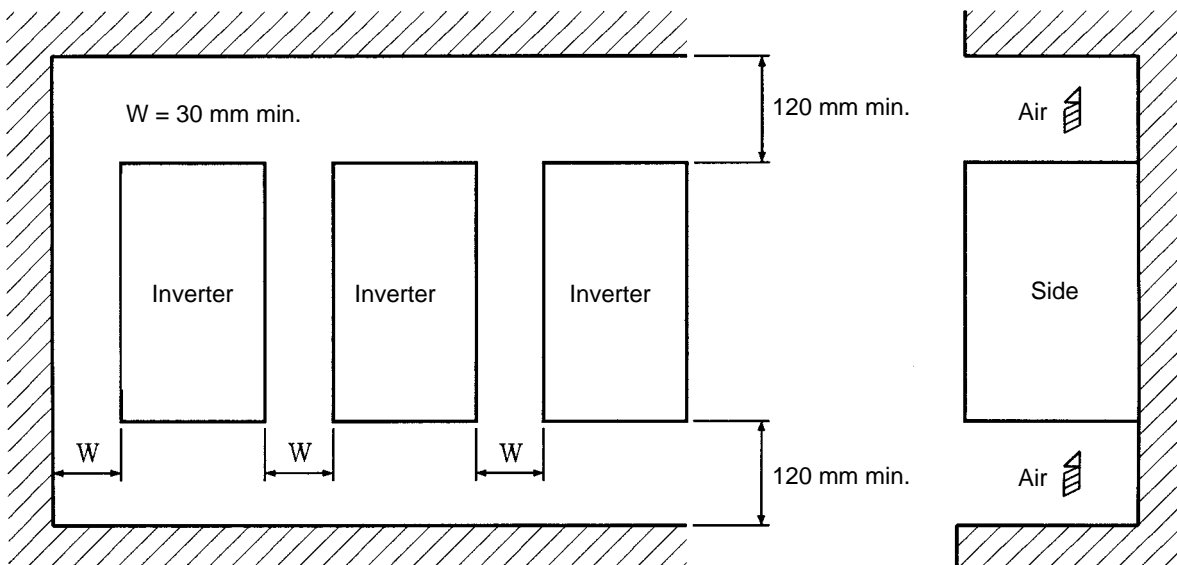 W = 30 mm min.
120 mm min.
Air
Inverter
Inverter
Inverter
Side
W
W
W
120 mm min.
Air